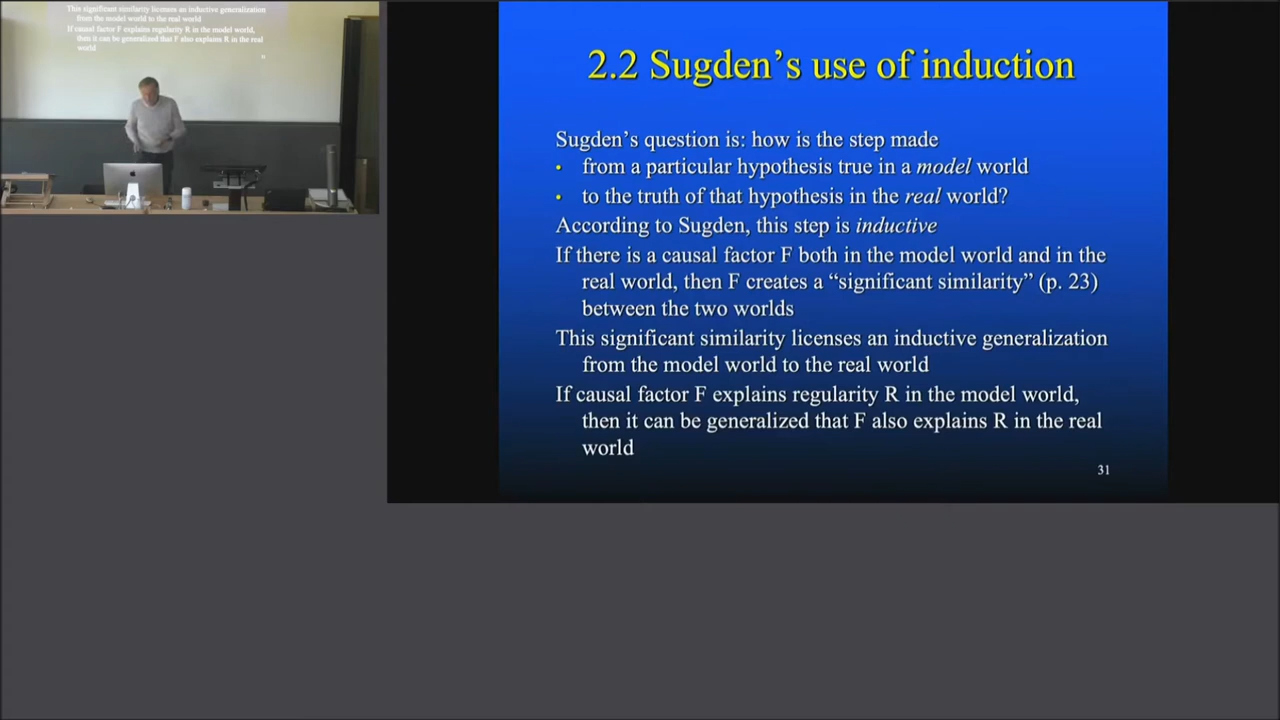 This significant similarity licenses an inductive generalization
from the model world to the real world
If causal factor F explains regularity R in the model world,
then it can be generalized that F also explains R in the real
world
2.2 Sugden’s use of induction
Sugden’s question is: how is the step made
• from a particular hypothesis true in a model world
• to the truth of that hypothesis in the real world?
According to Sugden, this step is inductive
If there is a causal factor F both in the model world and in the
real world, then F creates a “significant similarity” (p. 23)
between the two worlds
This significant similarity licenses an inductive generalization
from the model world to the real world
If causal factor F explains regularity R in the model world,
then it can be generalized that F also explains R in the real
world
31